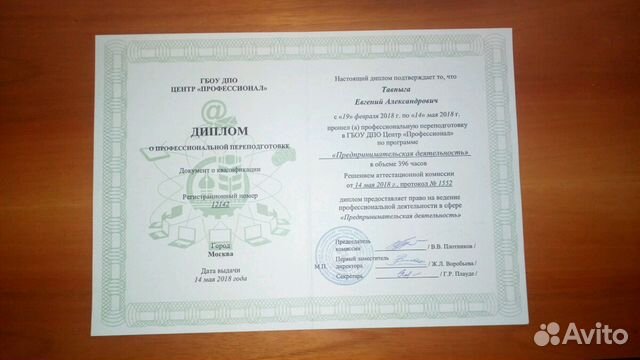 ГБОУ ДПО
ЦЕНТР «ПРОФЕССИОНАЛ»
ДИПЛОМ
О ПРОФЕССИОНАЛЬНОЙ ПЕРЕПОДГОТОВКЕ
Документ о квалификации
Регистрационный номер
12142
Город
Москва
Дата выдачи
14 мая 2018 года
Настоящий диплом подтверждает то, что
Тавпыга
Евгений Александрович
с «19» февраля 2018 г. по «14» мая 2018 г.
прошел (а) профессиональную переподготовку
в ГБОУ ДПО Центр «Профессионал»
по программе
«Предпринимательская деятельность»
в объеме 396 часов
Решением аттестационной комиссии
от 14 мая 2018 г., протокол № 1552
диплом предоставляет право на ведение
профессиональной деятельности в сфере
«Предпринимательская деятельность»
Председатель
комиссии / В.В. Плотников /
Первый заместитель
М.П. директора / Ж.Л. Воробьева /
Секретарь / Г.Р. Плауде /
Avito